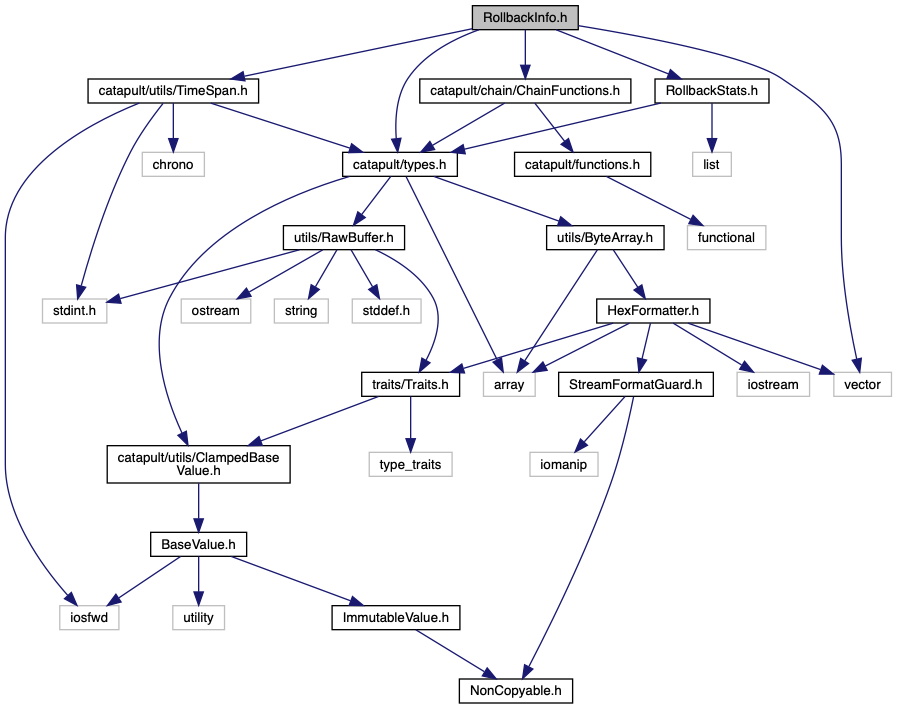 RollbackInfo.h
catapult/utils/TimeSpan.h
catapult/chain/ChainFunctions.h
RollbackStats.h
chrono
catapult/types.h
catapult/functions.h
list
utils/RawBuffer.h
utils/ByteArray.h
functional
stdint.h
ostream
string
stddef.h
HexFormatter.h
traits/Traits.h
array
StreamFormatGuard.h
iostream
vector
catapult/utils/ClampedBase
Value.h
type_traits
iomanip
BaseValue.h
iosfwd
utility
ImmutableValue.h
NonCopyable.h